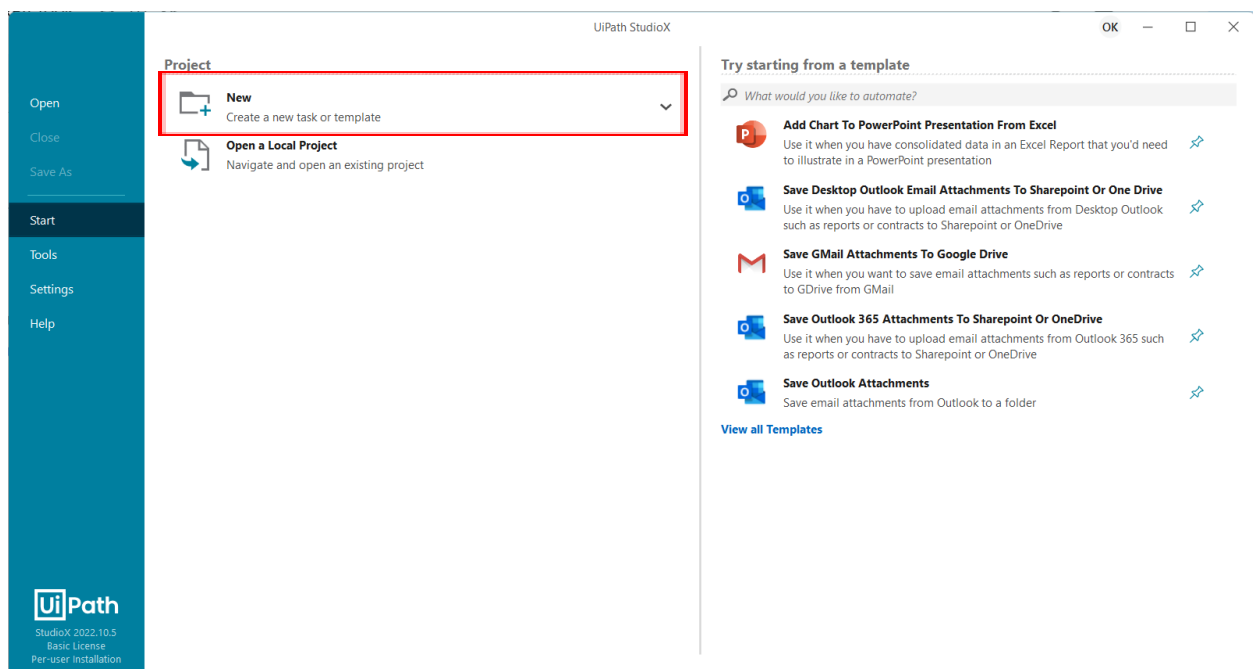 UiPath StudioX
OK
Open
Close
Save As
Start
Tools
Settings
Help
UiPath
StudioX 2022.10.5
Basic License
Per-user Installation
Project
New
Create a new task or template
Open a Local Project
Navigate and open an existing project
Try starting from a template
What would you like to automate?
Add Chart To PowerPoint Presentation From Excel
Use it when you have consolidated data in an Excel Report that you'd need
to illustrate in a PowerPoint presentation
Save Desktop Outlook Email Attachments To Sharepoint Or One Drive
Use it when you have to upload email attachments from Desktop Outlook
such as reports or contracts to Sharepoint or OneDrive
Save GMail Attachments To Google Drive
Use it when you want to save email attachments such as reports or contracts
to GDrive from GMail
Save Outlook 365 Attachments To Sharepoint Or OneDrive
Use it when you have to upload email attachments from Outlook 365 such
as reports or contracts to Sharepoint or OneDrive
Save Outlook Attachments
Save email attachments from Outlook to a folder
View all Templates